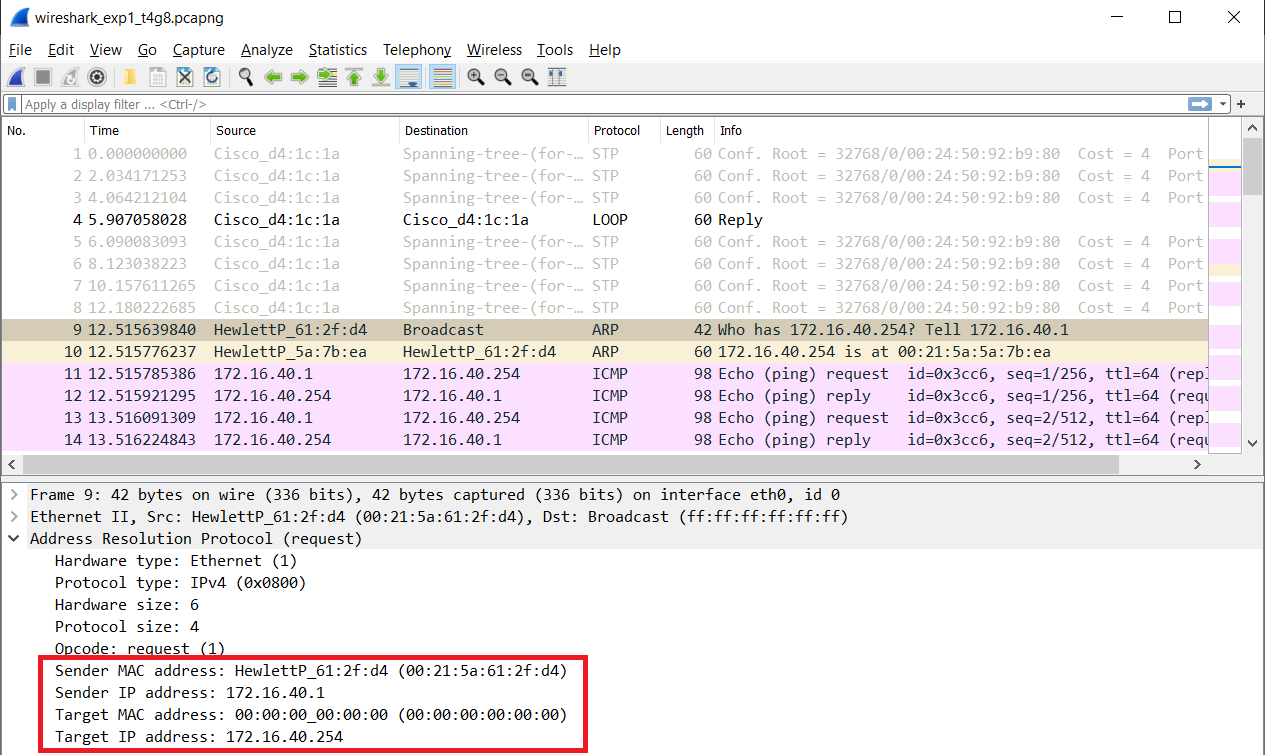 wireshark_exp1_t4g8.pcapng
File Edit View Go Capture Analyze Statistics Telephony Wireless Tools Help
Apply a display filter ... <Ctrl-/>
No. Time Source Destination Protocol Length Info
1 0.000000000 Cisco_d4:1c:1a Spanning-tree-(for-… STP 60 Conf. Root = 32768/0/00:24:50:92:b9:80 Cost = 4 Port
2 2.034171253 Cisco_d4:1c:1a Spanning-tree-(for-… STP 60 Conf. Root = 32768/0/00:24:50:92:b9:80 Cost = 4 Port
3 4.064212104 Cisco_d4:1c:1a Spanning-tree-(for-… STP 60 Conf. Root = 32768/0/00:24:50:92:b9:80 Cost = 4 Port
4 5.907058028 Cisco_d4:1c:1a Cisco_d4:1c:1a LOOP 60 Reply
5 6.090083093 Cisco_d4:1c:1a Spanning-tree-(for-… STP 60 Conf. Root = 32768/0/00:24:50:92:b9:80 Cost = 4 Port
6 8.123038223 Cisco_d4:1c:1a Spanning-tree-(for-… STP 60 Conf. Root = 32768/0/00:24:50:92:b9:80 Cost = 4 Port
7 10.157611265 Cisco_d4:1c:1a Spanning-tree-(for-… STP 60 Conf. Root = 32768/0/00:24:50:92:b9:80 Cost = 4 Port
8 12.180222685 Cisco_d4:1c:1a Spanning-tree-(for-… STP 60 Conf. Root = 32768/0/00:24:50:92:b9:80 Cost = 4 Port
9 12.515639840 HewlettP_61:2f:d4 Broadcast ARP 42 Who has 172.16.40.254? Tell 172.16.40.1
10 12.515776237 HewlettP_5a:7b:ea HewlettP_61:2f:d4 ARP 60 172.16.40.254 is at 00:21:5a:5a:7b:ea
11 12.515785386 172.16.40.1 172.16.40.254 ICMP 98 Echo (ping) request id=0x3cc6, seq=1/256, ttl=64 (repl
12 12.515921295 172.16.40.254 172.16.40.1 ICMP 98 Echo (ping) reply id=0x3cc6, seq=1/256, ttl=64 (requ
13 13.516091309 172.16.40.1 172.16.40.254 ICMP 98 Echo (ping) request id=0x3cc6, seq=2/512, ttl=64 (repl
14 13.516224843 172.16.40.254 172.16.40.1 ICMP 98 Echo (ping) reply id=0x3cc6, seq=2/512, ttl=64 (requ
Frame 9: 42 bytes on wire (336 bits), 42 bytes captured (336 bits) on interface eth0, id 0
Ethernet II, Src: HewlettP_61:2f:d4 (00:21:5a:61:2f:d4), Dst: Broadcast (ff:ff:ff:ff:ff:ff)
Address Resolution Protocol (request)
Hardware type: Ethernet (1)
Protocol type: IPv4 (0x0800)
Hardware size: 6
Protocol size: 4
Opcode: request (1)
Sender MAC address: HewlettP_61:2f:d4 (00:21:5a:61:2f:d4)
Sender IP address: 172.16.40.1
Target MAC address: 00:00:00_00:00:00 (00:00:00:00:00:00)
Target IP address: 172.16.40.254